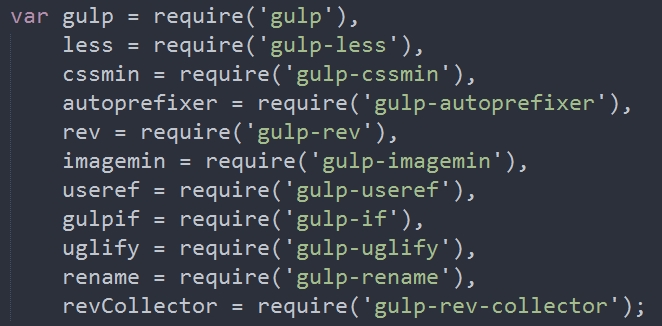 var gulp = require('gulp'),
less = require('gulp-less'),
cssmin = require('gulp-cssmin'),
autoprefixer = require('gulp-autoprefixer'),
rev = require('gulp-rev'),
imagemin = require('gulp-imagemin'),
useref = require('gulp-useref'),
gulpif = require('gulp-if'),
uglify = require('gulp-uglify'),
rename = require('gulp-rename'),
revCollector = require('gulp-rev-collector');